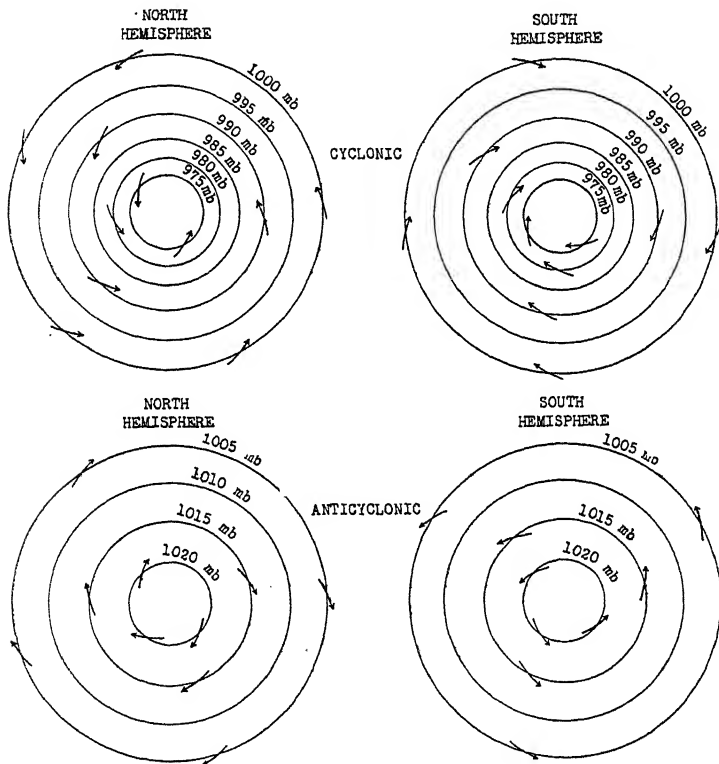 NORTH
HEMISPHERE
1000 mb
995 mb
990 mb
985 mb
980 mb
975 mb
CYCLONIC
SOUTH
HEMISPHERE
1000 mb
995 mb
990 mb
985 mb
980 mb
975 mb
NORTH
HEMISPHERE
1005 mb
1010 mb
1015 mb
1020 mb
ANTICYCLONIC
SOUTH
HEMISPHERE
1005 mb
1015 mb
1020 mb